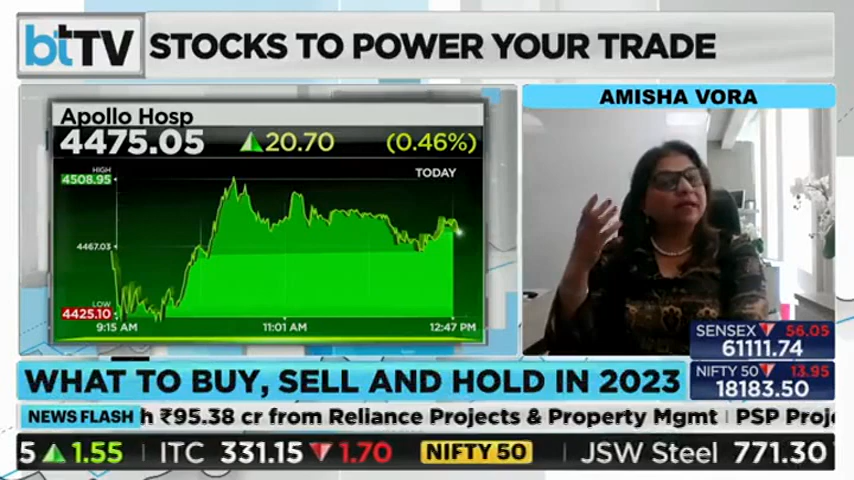 btTV STOCKS TO POWER YOUR TRADE
Apollo Hosp
4475.05 20.70 (0.46%)
TODAY
HIGH
4508.95
4467.03
LOW
4425.10
9:15 AM 11:01 AM 12:47 PM
AMISHA VORA
SENSEX 56.05
61111.74
NIFTY 50 13.95
18183.50
WHAT TO BUY, SELL AND HOLD IN 2023
NEWS FLASH h ₹95.38 cr from Reliance Projects & Property Mgmt | PSP Proje
5 1.55 | ITC 331.15 1.70 NIFTY 50 | JSW Steel 771.30